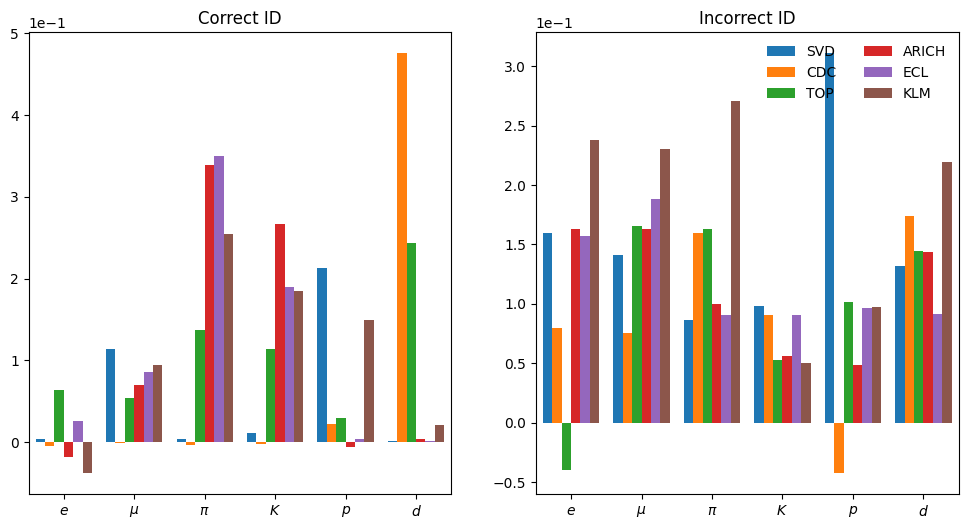 Correct ID
1e−1
5
4
3
2
1
0
e μ π K p d
Incorrect ID
1e−1
3.0
2.5
2.0
1.5
1.0
0.5
0.0
−0.5
e μ π K p d
SVD
CDC
TOP
ARICH
ECL
KLM